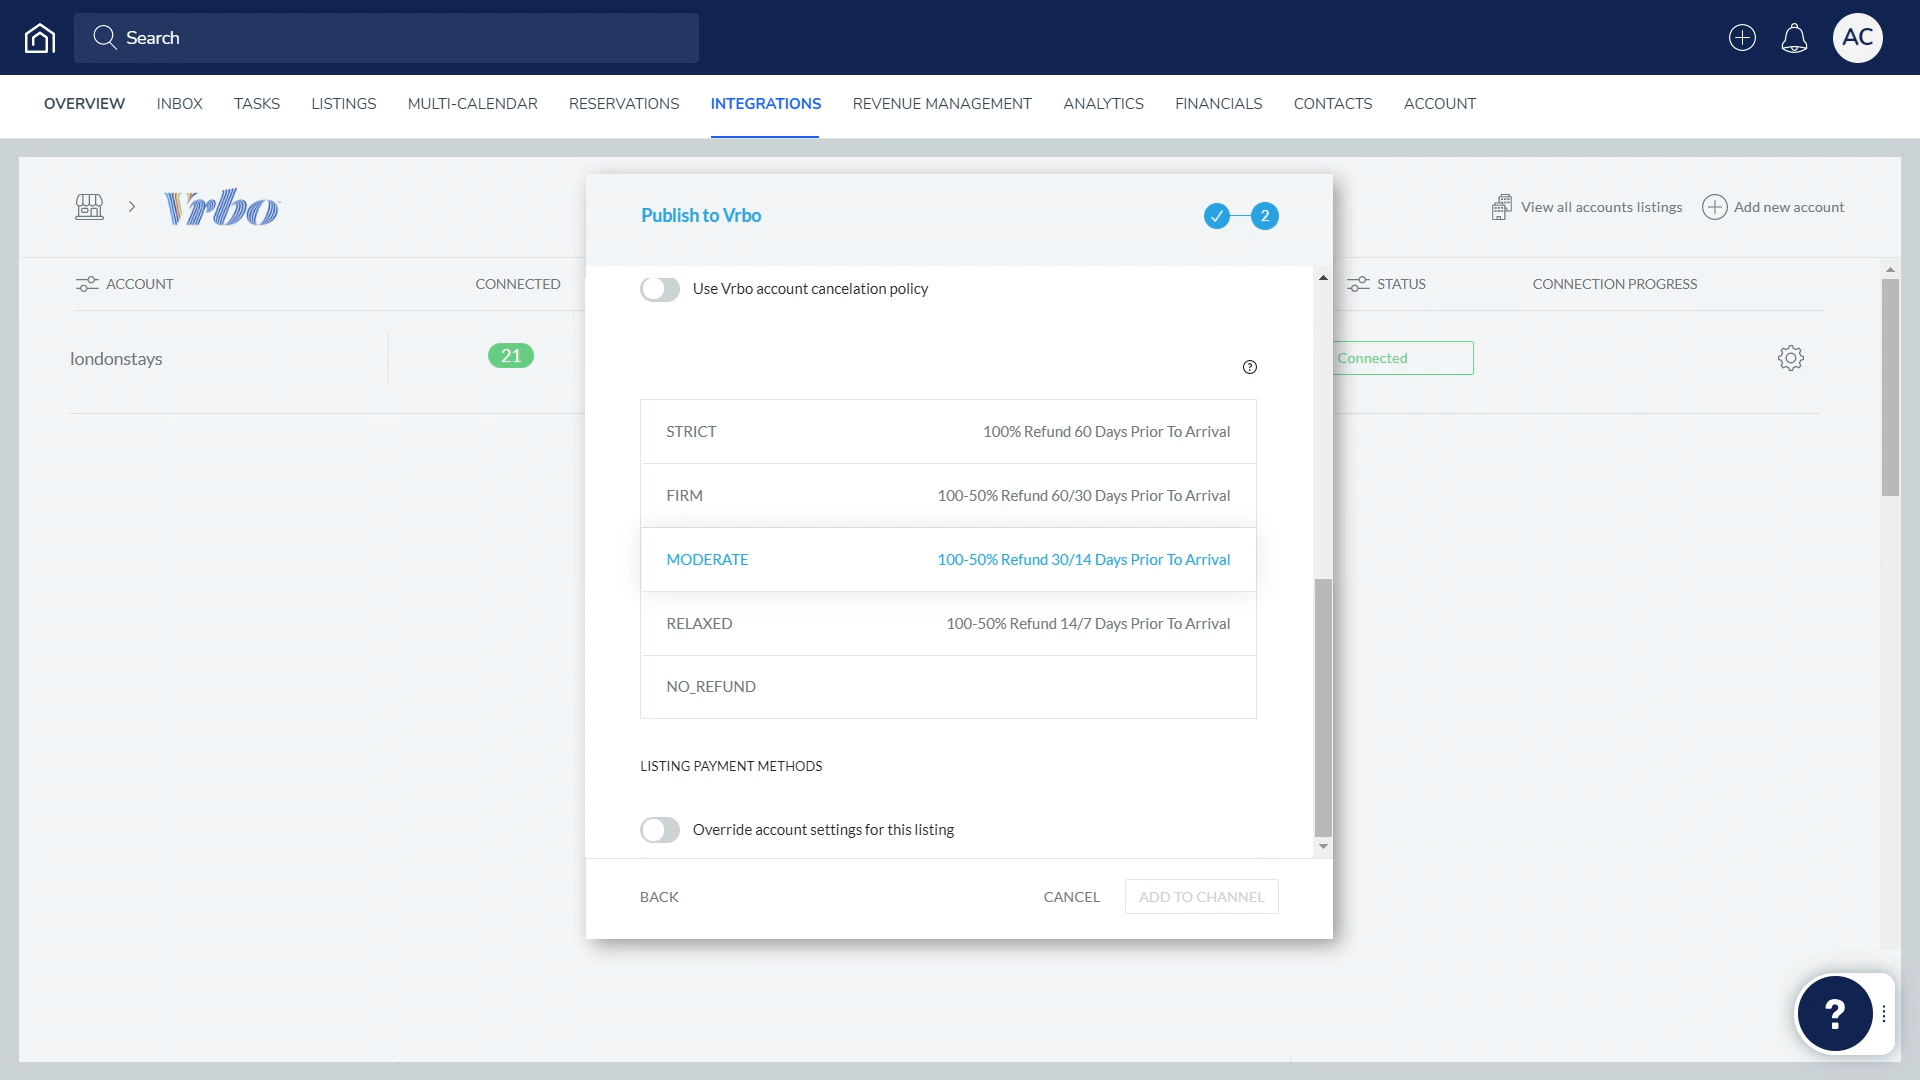 Search
AC
OVERVIEW INBOX TASKS LISTINGS MULTI-CALENDAR RESERVATIONS INTEGRATIONS REVENUE MANAGEMENT ANALYTICS FINANCIALS CONTACTS ACCOUNT
Vrbo
View all accounts listings
Add new account
Publish to Vrbo
2
ACCOUNT CONNECTED STATUS CONNECTION PROGRESS
londonstays 21 Connected
Use Vrbo account cancelation policy
?
STRICT 100% Refund 60 Days Prior To Arrival
FIRM 100-50% Refund 60/30 Days Prior To Arrival
MODERATE 100-50% Refund 30/14 Days Prior To Arrival
RELAXED 100-50% Refund 14/7 Days Prior To Arrival
NO_REFUND
LISTING PAYMENT METHODS
Override account settings for this listing
BACK CANCEL ADD TO CHANNEL
?